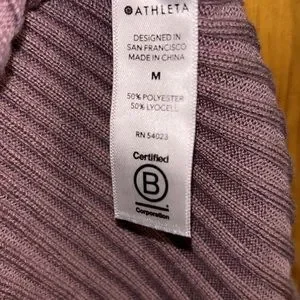 ATHLETA
DESIGNED IN
SAN FRANCISCO
MADE IN CHINA
M
50% POLYESTER
50% LYOCELL
RN 54023
Certified
B
Corporation